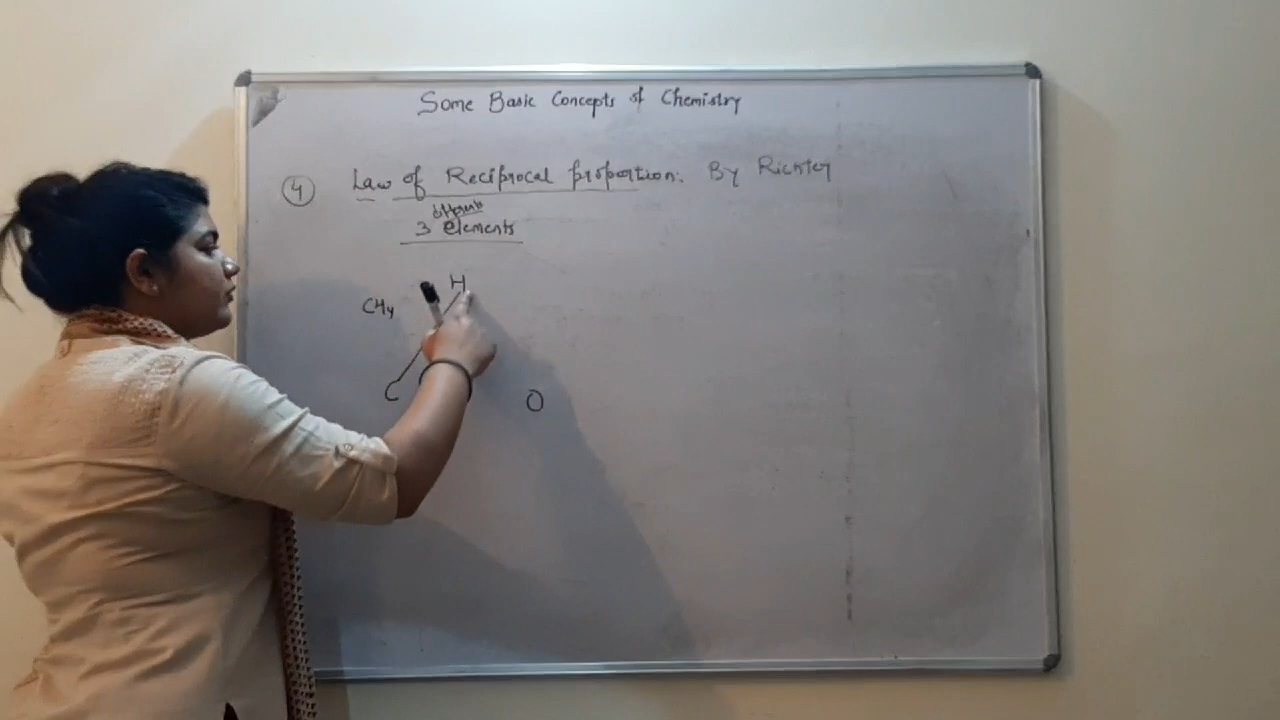 Some Basic Concepts of Chemistry
4 Law of Reciprocal proportion: By Richter
different
3 elements
H
CH4
C O